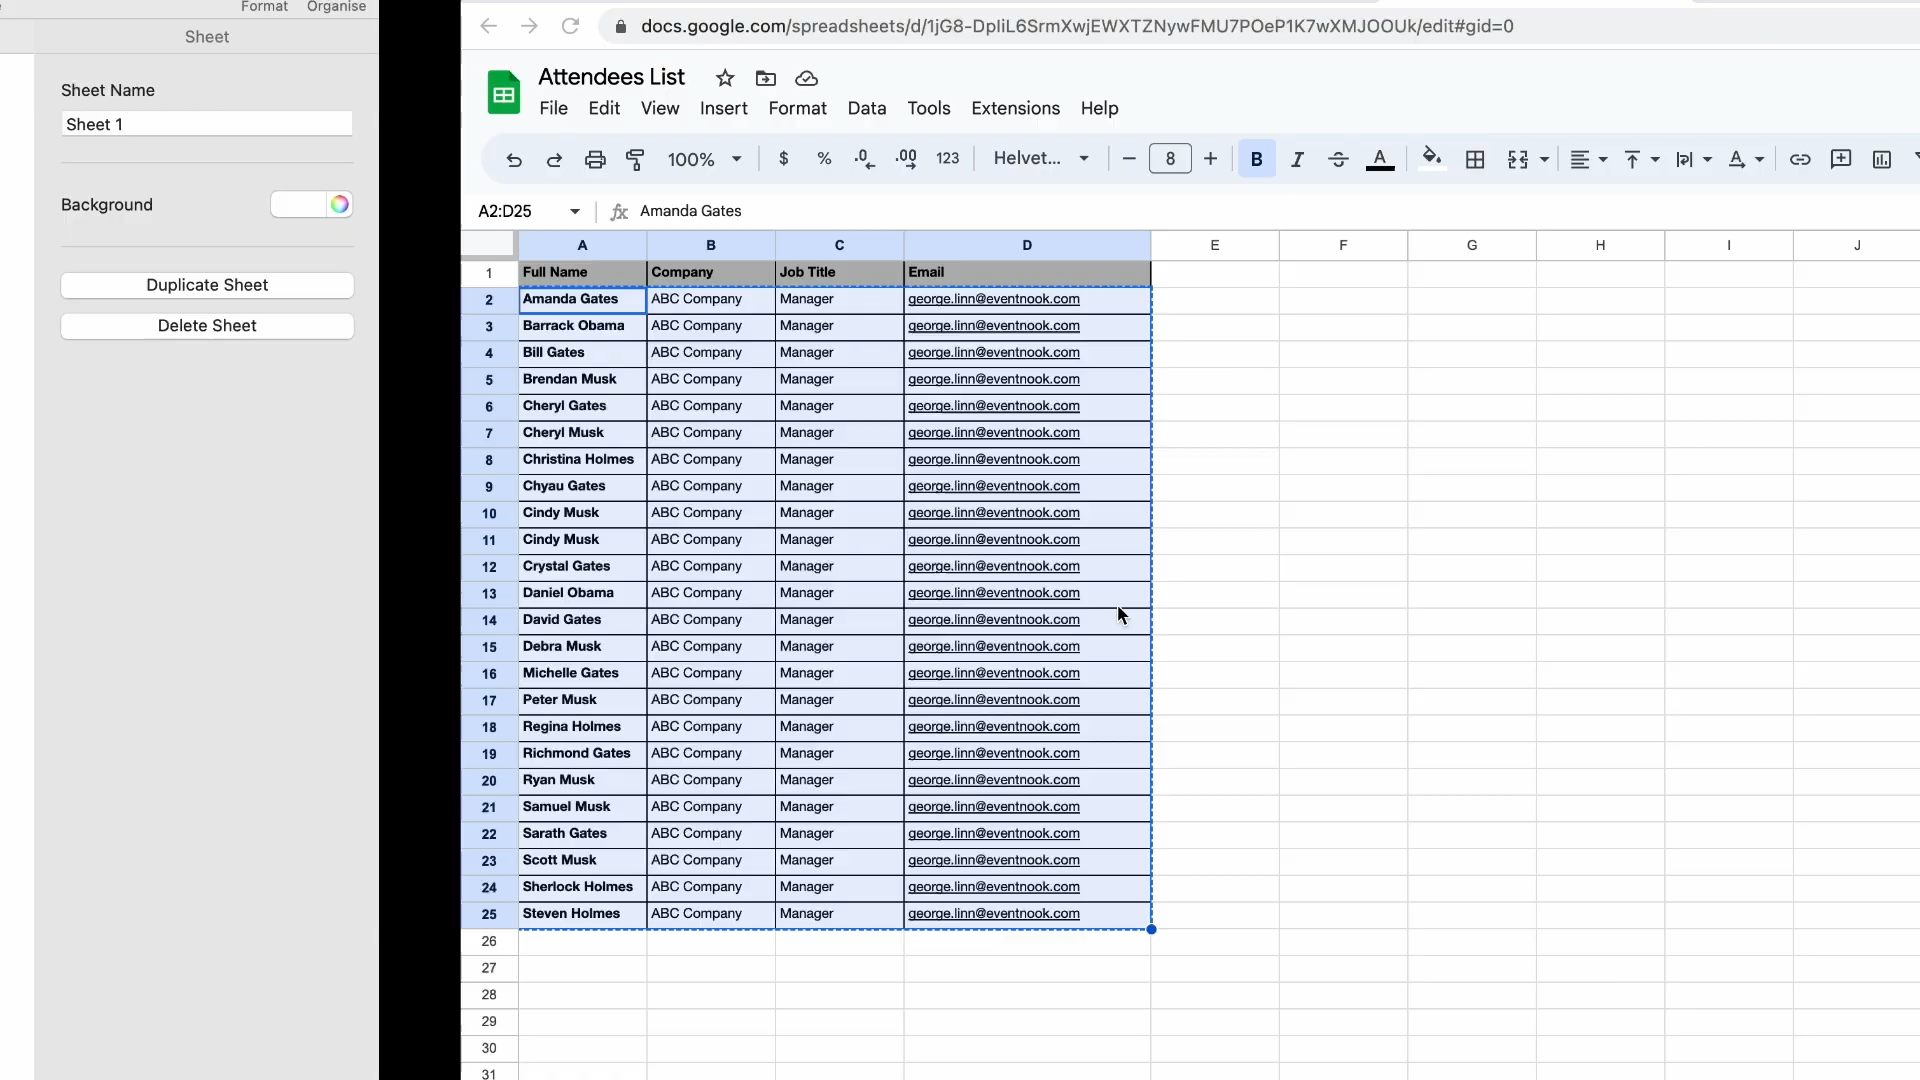 Format Organise
Sheet
Sheet Name
Sheet 1
Background
Duplicate Sheet
Delete Sheet
docs.google.com/spreadsheets/d/1jG8-DpIiL6SrmXwjEWXTZNywFMU7POeP1K7wXMJOOUk/edit#gid=0
Attendees List
File Edit View Insert Format Data Tools Extensions Help
100% $ % .0 .00 123 Helvet... 8 B I A
A2:D25 fx Amanda Gates
A B C D E F G H I J
1 Full Name Company Job Title Email
2 Amanda Gates ABC Company Manager george.linn@eventnook.com
3 Barrack Obama ABC Company Manager george.linn@eventnook.com
4 Bill Gates ABC Company Manager george.linn@eventnook.com
5 Brendan Musk ABC Company Manager george.linn@eventnook.com
6 Cheryl Gates ABC Company Manager george.linn@eventnook.com
7 Cheryl Musk ABC Company Manager george.linn@eventnook.com
8 Christina Holmes ABC Company Manager george.linn@eventnook.com
9 Chyau Gates ABC Company Manager george.linn@eventnook.com
10 Cindy Musk ABC Company Manager george.linn@eventnook.com
11 Cindy Musk ABC Company Manager george.linn@eventnook.com
12 Crystal Gates ABC Company Manager george.linn@eventnook.com
13 Daniel Obama ABC Company Manager george.linn@eventnook.com
14 David Gates ABC Company Manager george.linn@eventnook.com
15 Debra Musk ABC Company Manager george.linn@eventnook.com
16 Michelle Gates ABC Company Manager george.linn@eventnook.com
17 Peter Musk ABC Company Manager george.linn@eventnook.com
18 Regina Holmes ABC Company Manager george.linn@eventnook.com
19 Richmond Gates ABC Company Manager george.linn@eventnook.com
20 Ryan Musk ABC Company Manager george.linn@eventnook.com
21 Samuel Musk ABC Company Manager george.linn@eventnook.com
22 Sarath Gates ABC Company Manager george.linn@eventnook.com
23 Scott Musk ABC Company Manager george.linn@eventnook.com
24 Sherlock Holmes ABC Company Manager george.linn@eventnook.com
25 Steven Holmes ABC Company Manager george.linn@eventnook.com
26
27
28
29
30
31